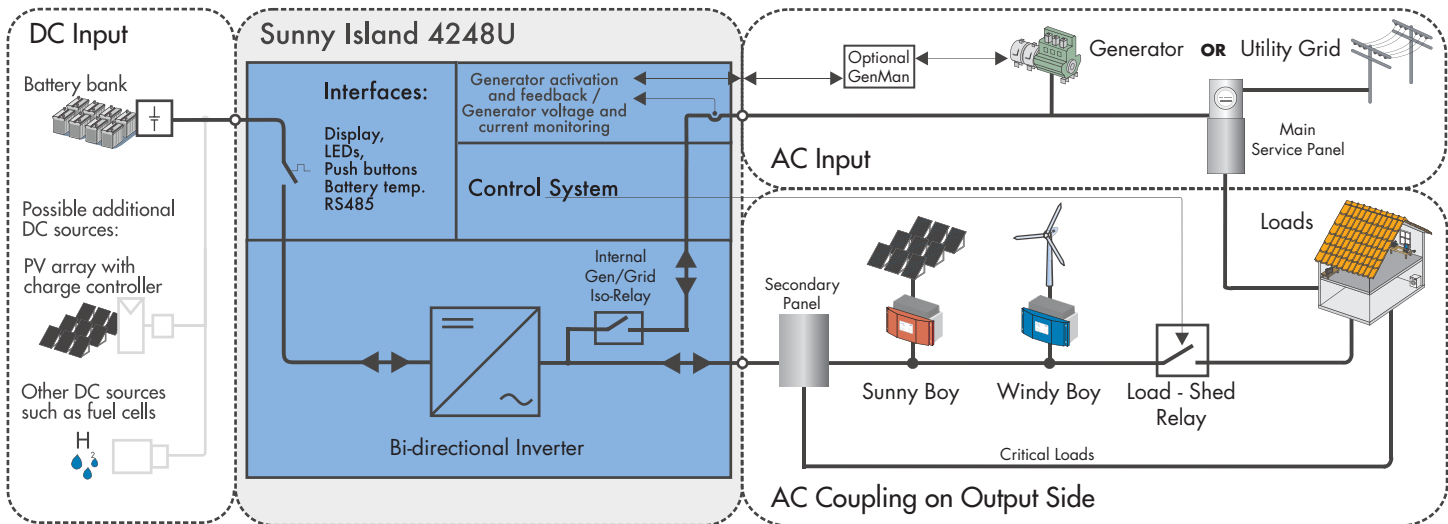 DC Input
Battery bank
Possible additional
DC sources:
PV array with
charge controller
Other DC sources
such as fuel cells
H
2
Sunny Island 4248U
Interfaces:
Display,
LEDs,
Push buttons
Battery temp.
RS485
Generator activation
and feedback /
Generator voltage and
current monitoring
Control System
Internal
Gen/Grid
Iso-Relay
Bi-directional Inverter
Optional
GenMan
Generator OR Utility Grid
Main
Service Panel
AC Input
Loads
Secondary
Panel
Sunny Boy
Windy Boy
Load - Shed
Relay
Critical Loads
AC Coupling on Output Side